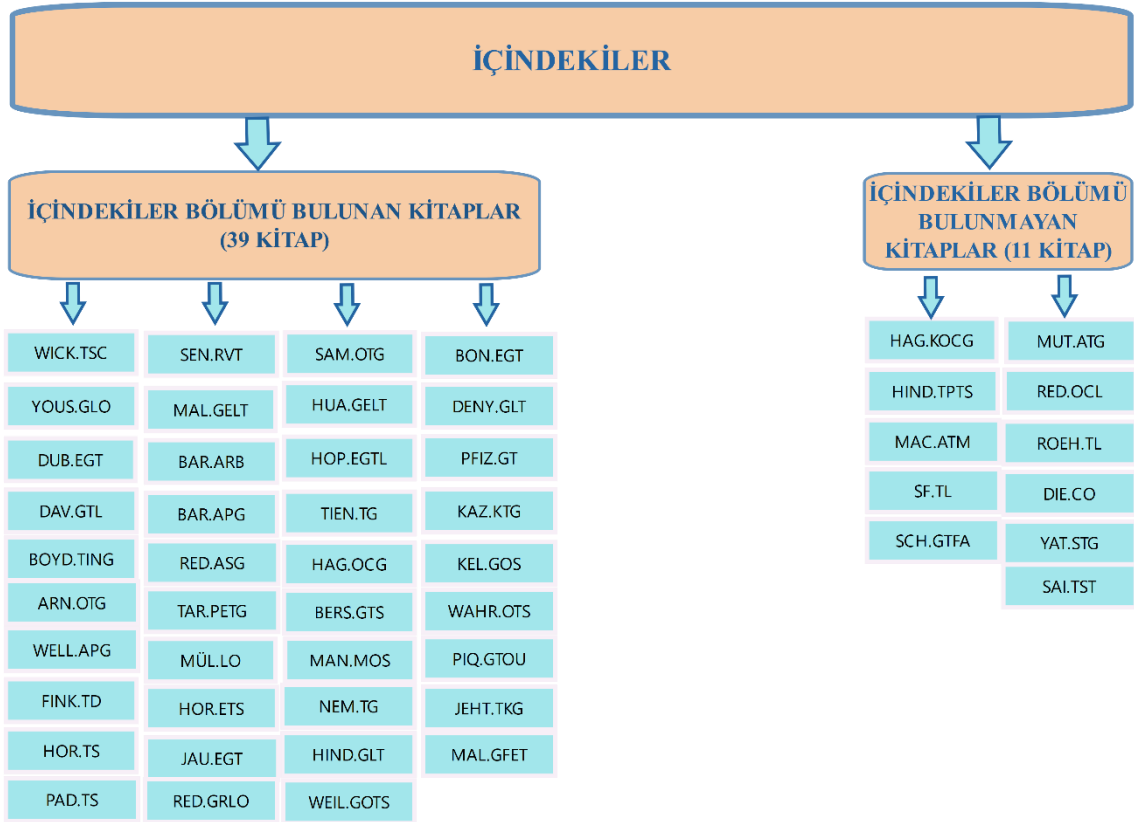 İÇİNDEKİLER
İÇİNDEKİLER BÖLÜMÜ BULUNAN KİTAPLAR
(39 KİTAP)
WICK.TSC
YOUS.GLO
DUB.EGT
DAV.GTL
BOYD.TING
ARN.OTG
WELL.APG
FINK.TD
HOR.TS
PAD.TS
SEN.RVT
MAL.GELT
BAR.ARB
BAR.APG
RED.ASG
TAR.PETG
MÜL.LO
HOR.ETS
JAU.EGT
RED.GRLO
SAM.OTG
HUA.GELT
HOP.EGTL
TIEN.TG
HAG.OCG
BERS.GTS
MAN.MOS
NEM.TG
HIND.GLT
WEIL.GOTS
BON.EGT
DENY.GLT
PFIZ.GT
KAZ.KTG
KEL.GOS
WAHR.OTS
PIQ.GTOU
JEHT.TKG
MAL.GFET
İÇİNDEKİLER BÖLÜMÜ
BULUNMAYAN
KİTAPLAR (11 KİTAP)
HAG.KOCG
HIND.TPTS
MAC.ATM
SF.TL
SCH.GTFA
MUT.ATG
RED.OCL
ROEH.TL
DIE.CO
YAT.STG
SAI.TST